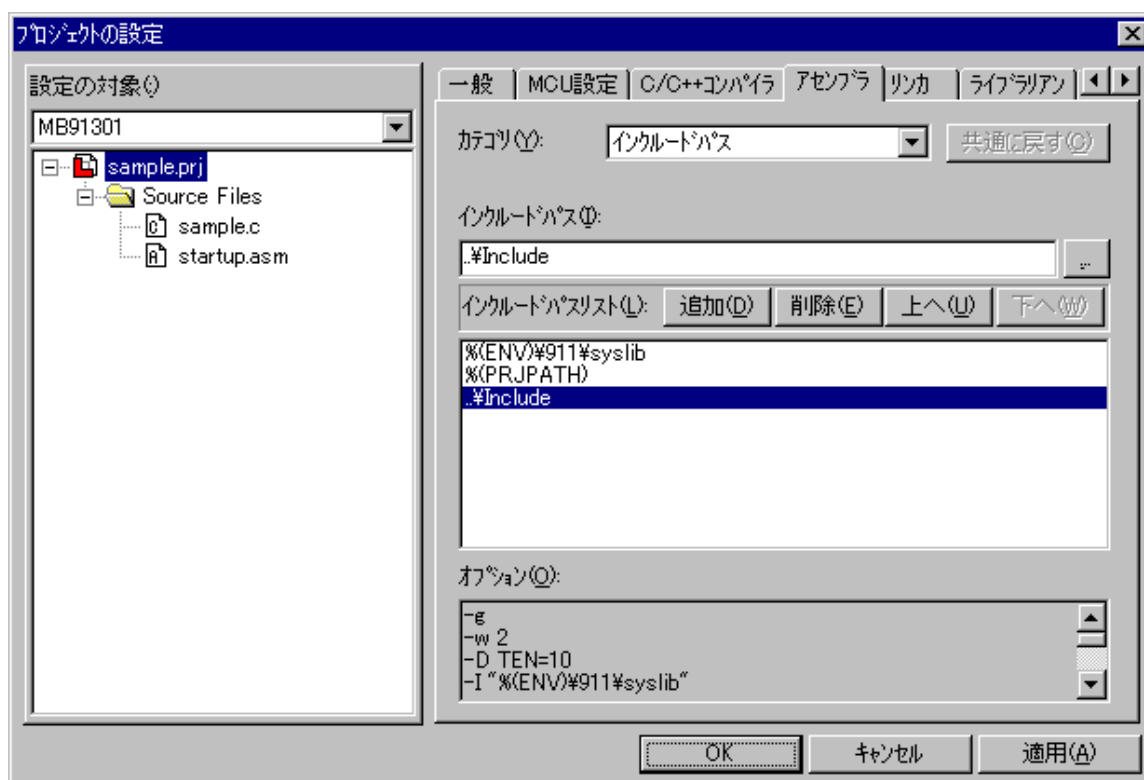 プロジェクトの設定
設定の対象(:)
MB91301
sample.prj
Source Files
sample.c
startup.asm
一般 MCU設定 C/C++コンパイラ アセンブラ リンカ ライブラリアン
カテゴリ(Y): インクルードパス 共通に戻す(C)
インクルードパス(I):
..¥Include
...
インクルードパスリスト(L): 追加(D) 削除(E) 上へ(U) 下へ(W)
%(ENV)¥911¥syslib
%(PRJPATH)
..¥Include
オプション(O):
-g
-w 2
-D TEN=10
-I "%(ENV)¥911¥syslib"
OK キャンセル 適用(A)